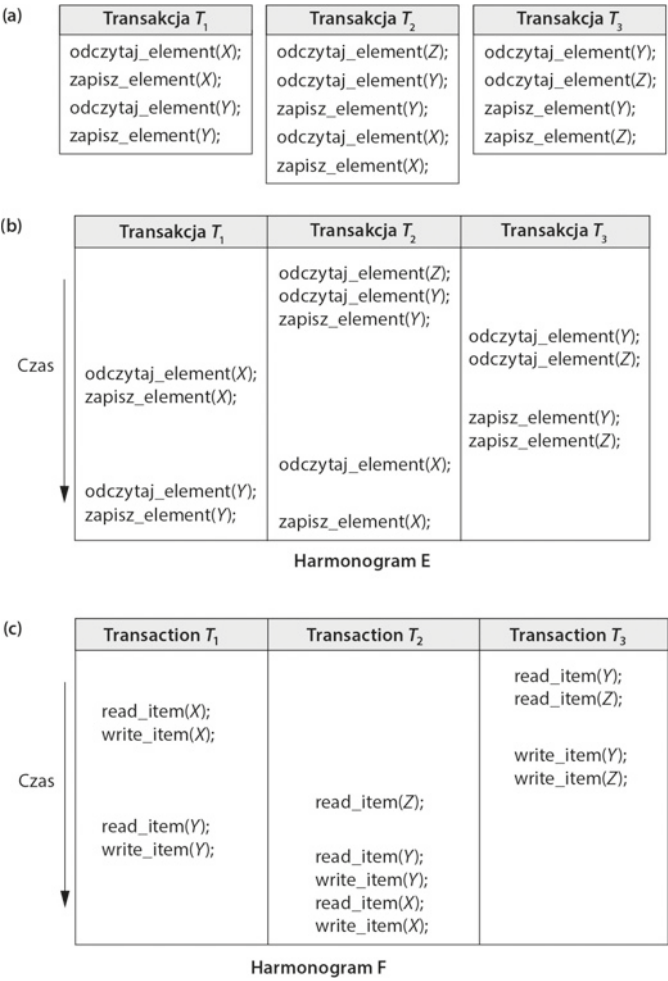 (a)
Transakcja T1 Transakcja T2 Transakcja T3
odczytaj_element(X); odczytaj_element(Z); odczytaj_element(Y);
zapisz_element(X); odczytaj_element(Y); odczytaj_element(Z);
odczytaj_element(Y); zapisz_element(Y); zapisz_element(Y);
zapisz_element(Y); odczytaj_element(X); zapisz_element(Z);
zapisz_element(X);
(b)
Transakcja T1 Transakcja T2 Transakcja T3
odczytaj_element(Z);
odczytaj_element(Y);
zapisz_element(Y);
odczytaj_element(Y);
odczytaj_element(Z);
Czas
odczytaj_element(X);
zapisz_element(X);
zapisz_element(Y);
zapisz_element(Z);
odczytaj_element(X);
odczytaj_element(Y);
zapisz_element(Y); zapisz_element(X);
Harmonogram E
(c)
Transaction T1 Transaction T2 Transaction T3
read_item(Y);
read_item(Z);
read_item(X);
write_item(X);
write_item(Y);
write_item(Z);
Czas
read_item(Z);
read_item(Y);
write_item(Y);
read_item(Y);
write_item(Y);
read_item(X);
write_item(X);
Harmonogram F